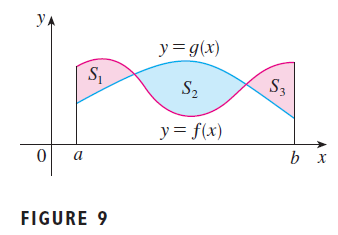 y
y = g(x)
S₁
S₂
S₃
y = f(x)
0 a b x
FIGURE 9